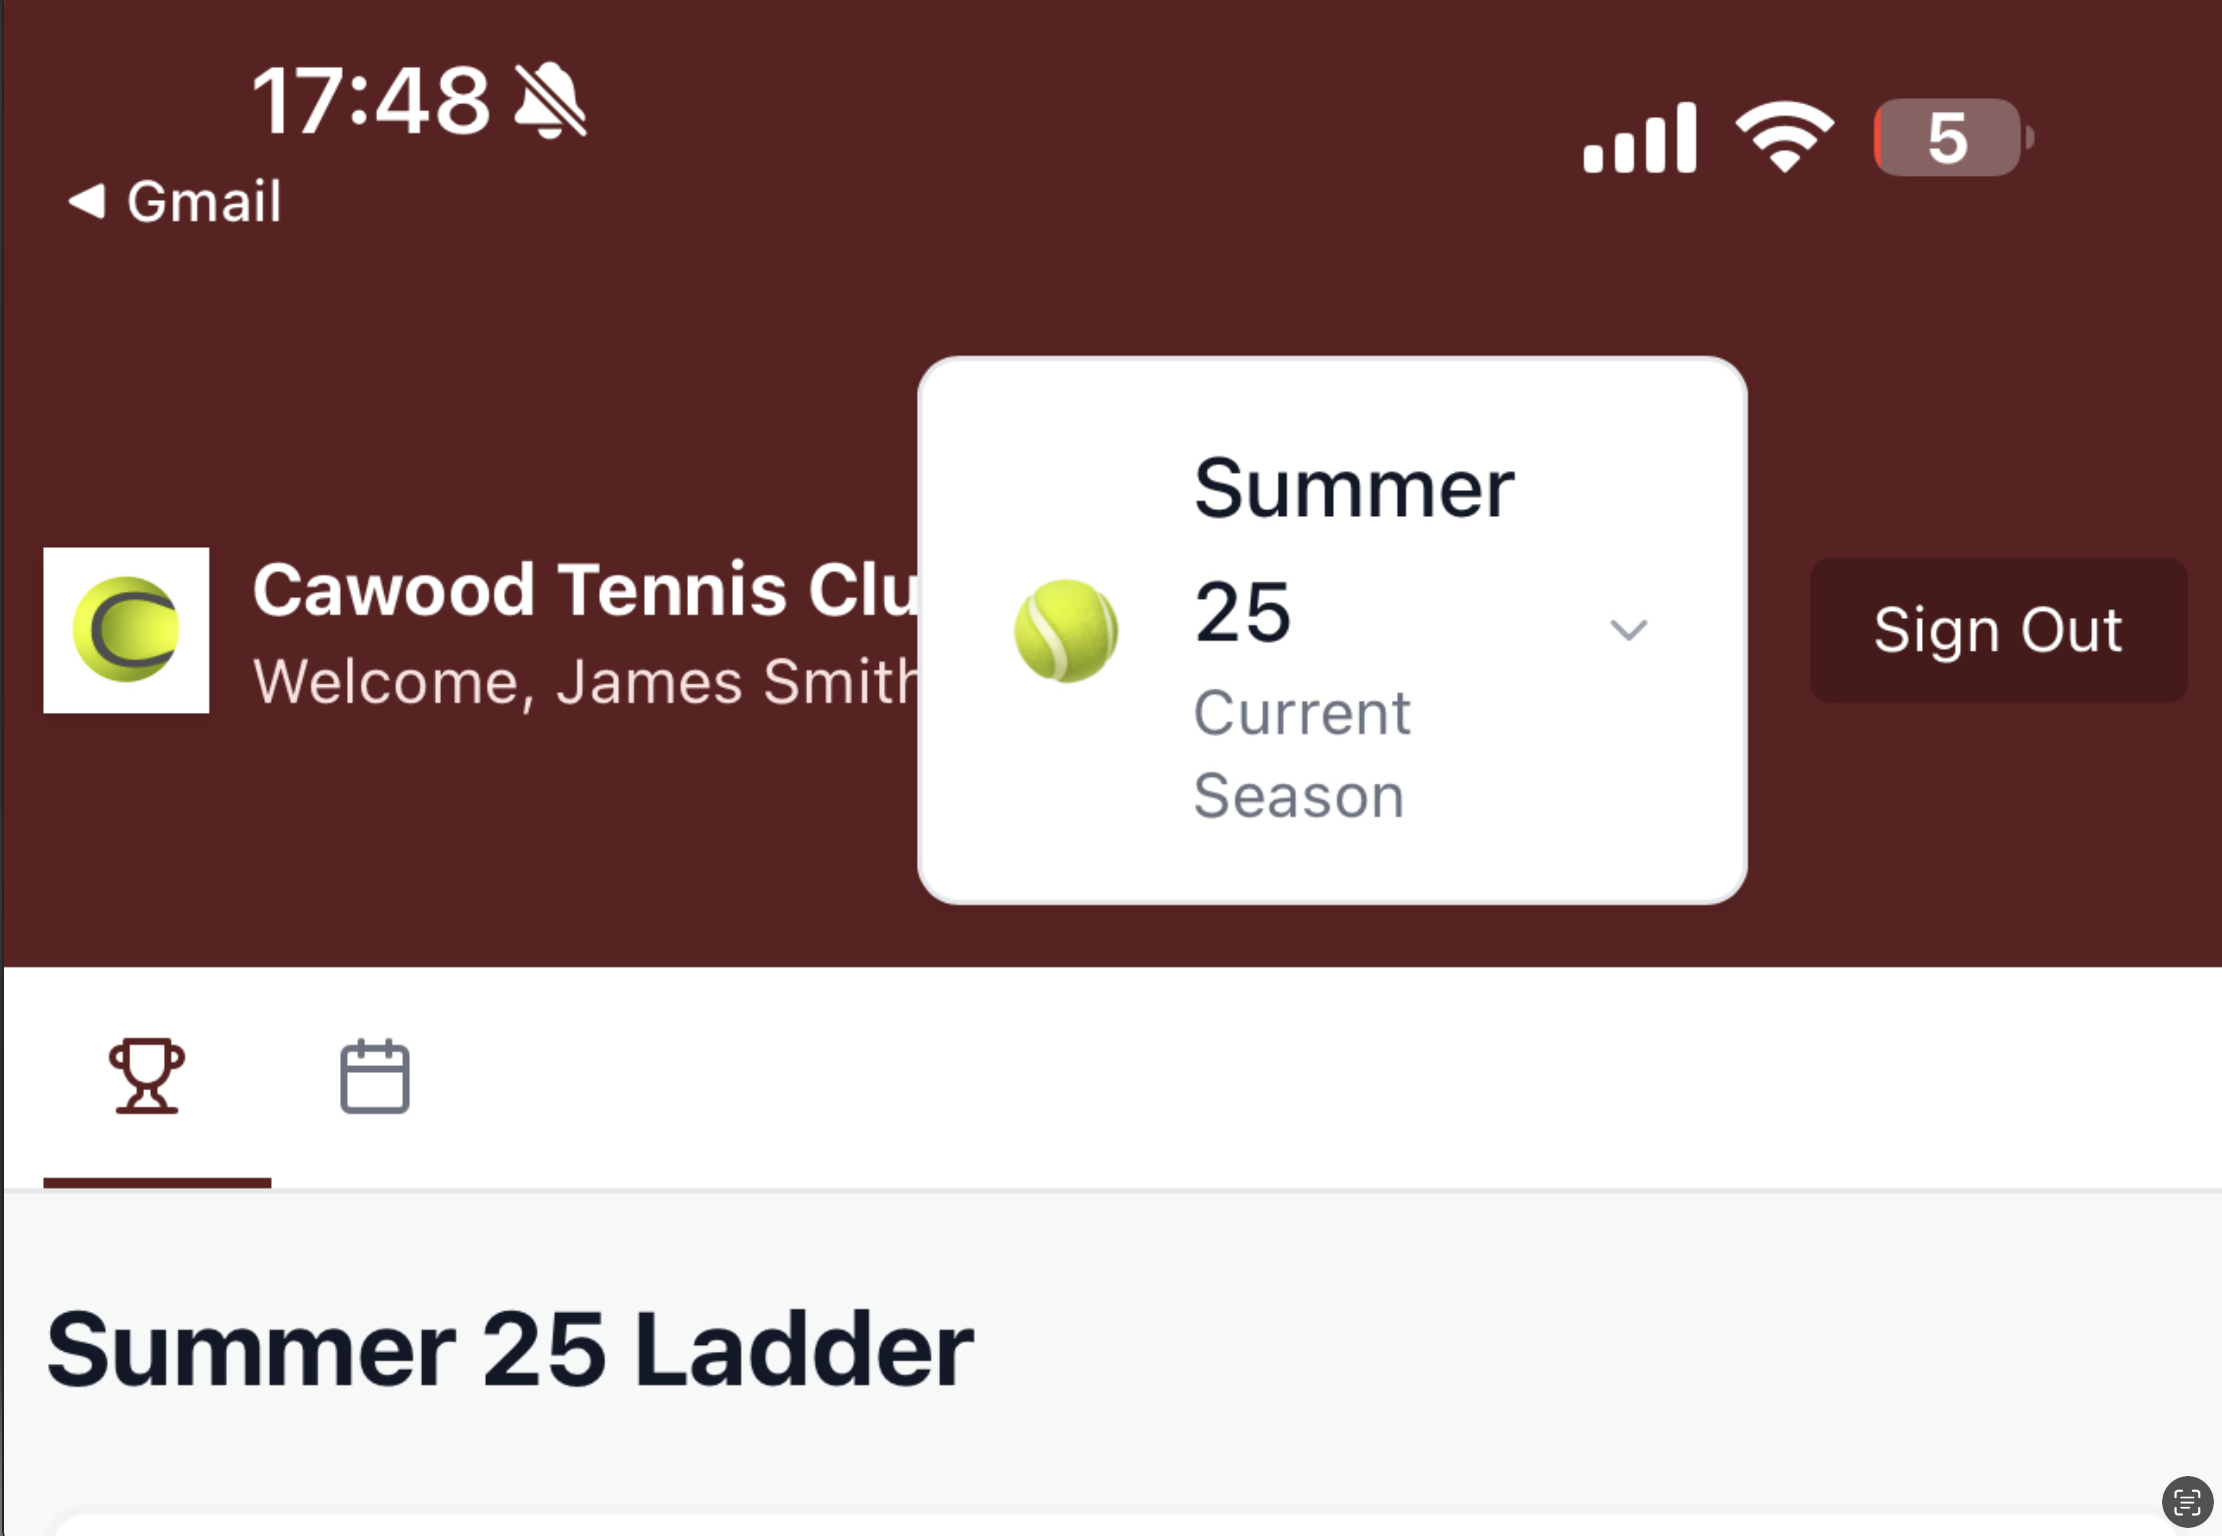 17:48
5
◀ Gmail
Cawood Tennis Clu
Welcome, James Smith
Summer
25
Current
Season
Sign Out
Summer 25 Ladder